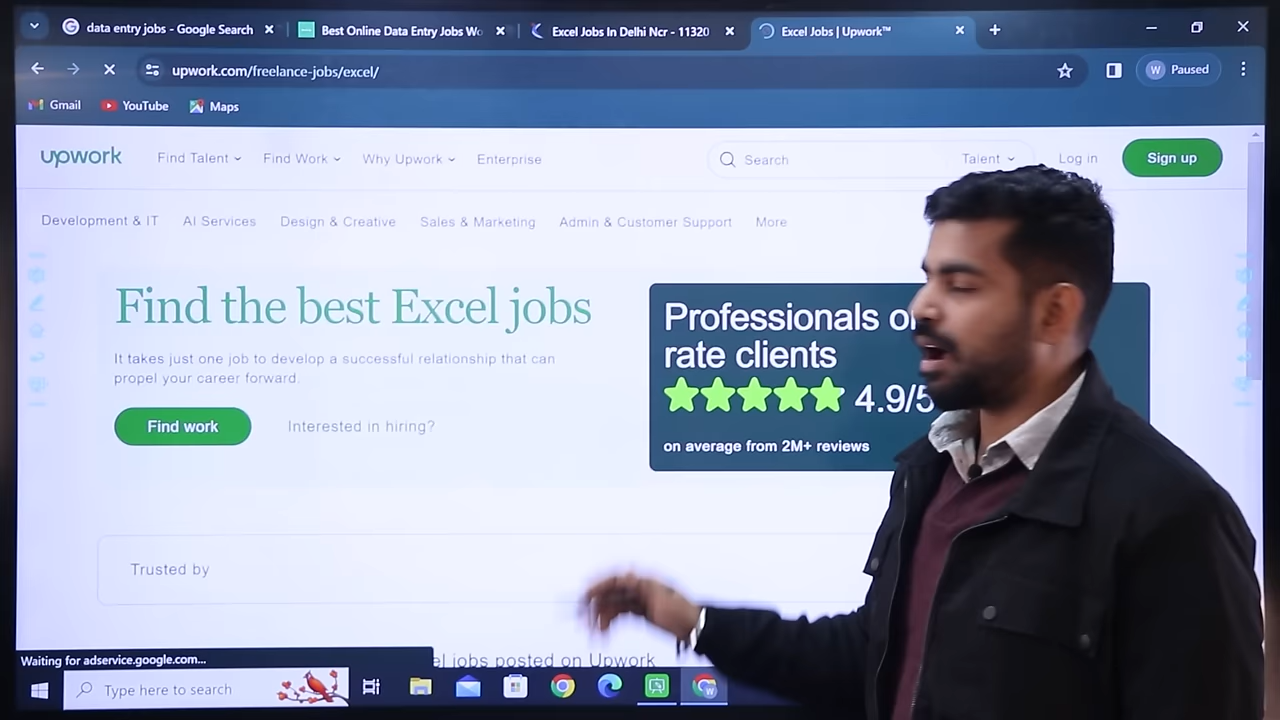 data entry jobs - Google Search
Best Online Data Entry Jobs Wo
Excel Jobs In Delhi Ncr - 11320
Excel Jobs | Upwork™
upwork.com/freelance-jobs/excel/
W Paused
Gmail
YouTube
Maps
upwork
Find Talent
Find Work
Why Upwork
Enterprise
Search
Talent
Log in
Sign up
Development & IT
AI Services
Design & Creative
Sales & Marketing
Admin & Customer Support
More
Find the best Excel jobs
It takes just one job to develop a successful relationship that can
propel your career forward.
Find work
Interested in hiring?
Professionals o
rate clients
4.9/5
on average from 2M+ reviews
Trusted by
el jobs posted on Upwork
Waiting for adservice.google.com...
Type here to search